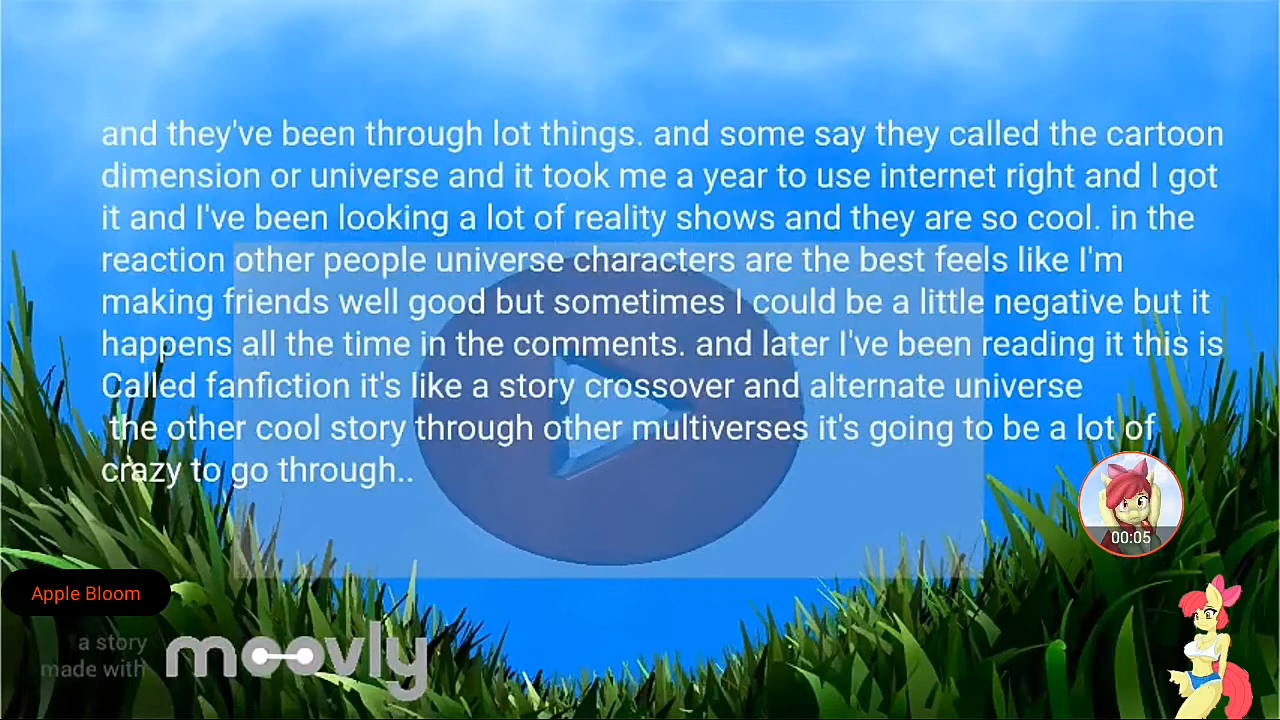 and they've been through lot things. and some say they called the cartoon
dimension or universe and it took me a year to use internet right and I got
it and I've been looking a lot of reality shows and they are so cool. in the
reaction other people universe characters are the best feels like I'm
making friends well good but sometimes I could be a little negative but it
happens all the time in the comments. and later I've been reading it this is
Called fanfiction it's like a story crossover and alternate universe
the other cool story through other multiverses it's going to be a lot of
crazy to go through..
00:05
Apple Bloom
a story
made with
moovly